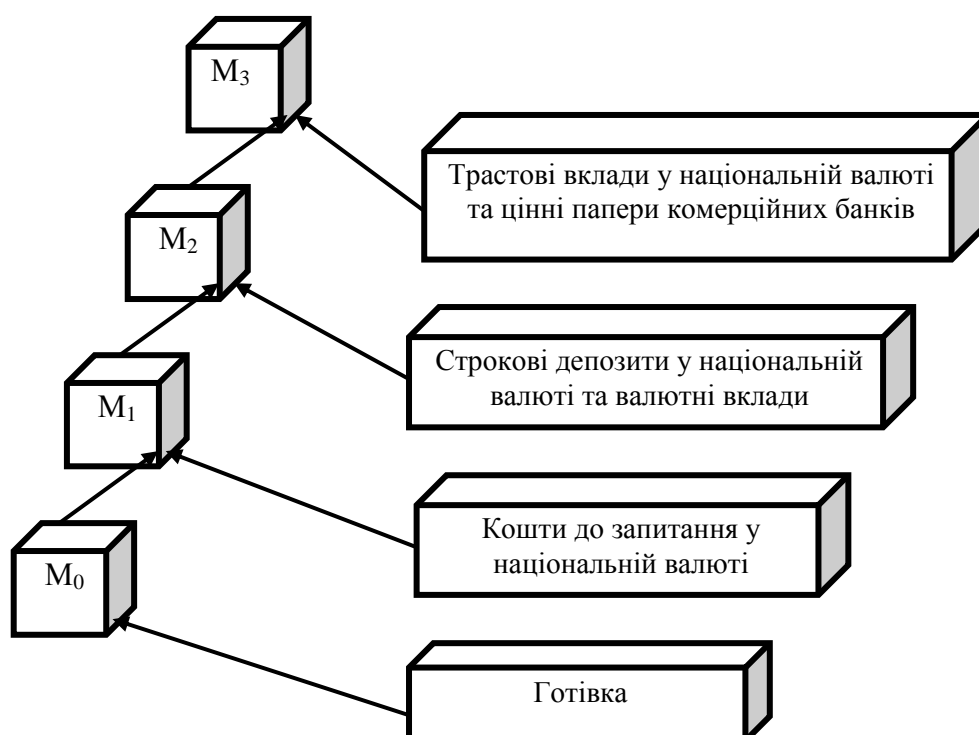 M₃
Трастові вклади у національній валюті
та цінні папери комерційних банків
M₂
Строкові депозити у національній
валюті та валютні вклади
M₁
Кошти до запитання у
національній валюті
M₀
Готівка